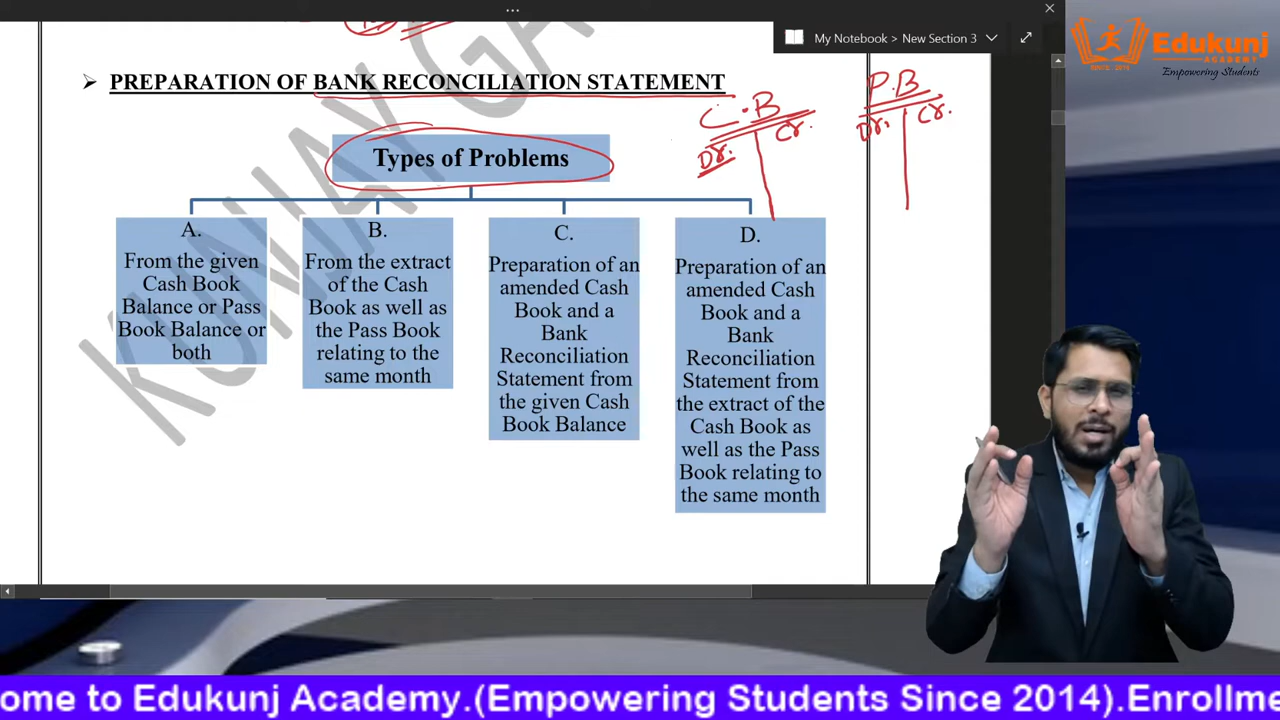 My Notebook > New Section 3
Edukunj
ACADEMY
SINCE - 2014
Empowering Students
➢ PREPARATION OF BANK RECONCILIATION STATEMENT
C.B
Dr. Cr.
P.B
Dr. Cr.
Types of Problems
A.
From the given
Cash Book
Balance or Pass
Book Balance or
both
B.
From the extract
of the Cash
Book as well as
the Pass Book
relating to the
same month
C.
Preparation of an
amended Cash
Book and a
Bank
Reconciliation
Statement from
the given Cash
Book Balance
D.
Preparation of an
amended Cash
Book and a
Bank
Reconciliation
Statement from
the extract of the
Cash Book as
well as the Pass
Book relating to
the same month
KUNJAY GA
ome to Edukunj Academy.(Empowering Students Since 2014).Enrollme